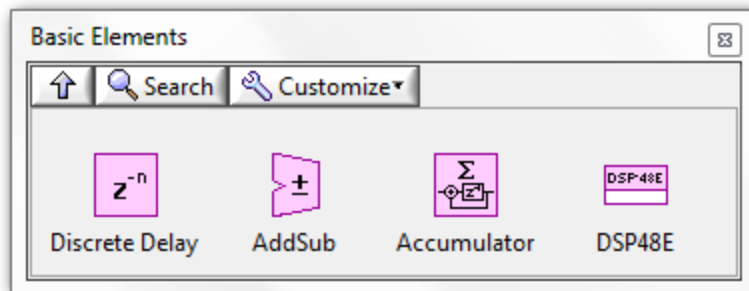 Basic Elements
Search Customize
z⁻ⁿ ± Σ DSP48E
Discrete Delay AddSub Accumulator DSP48E